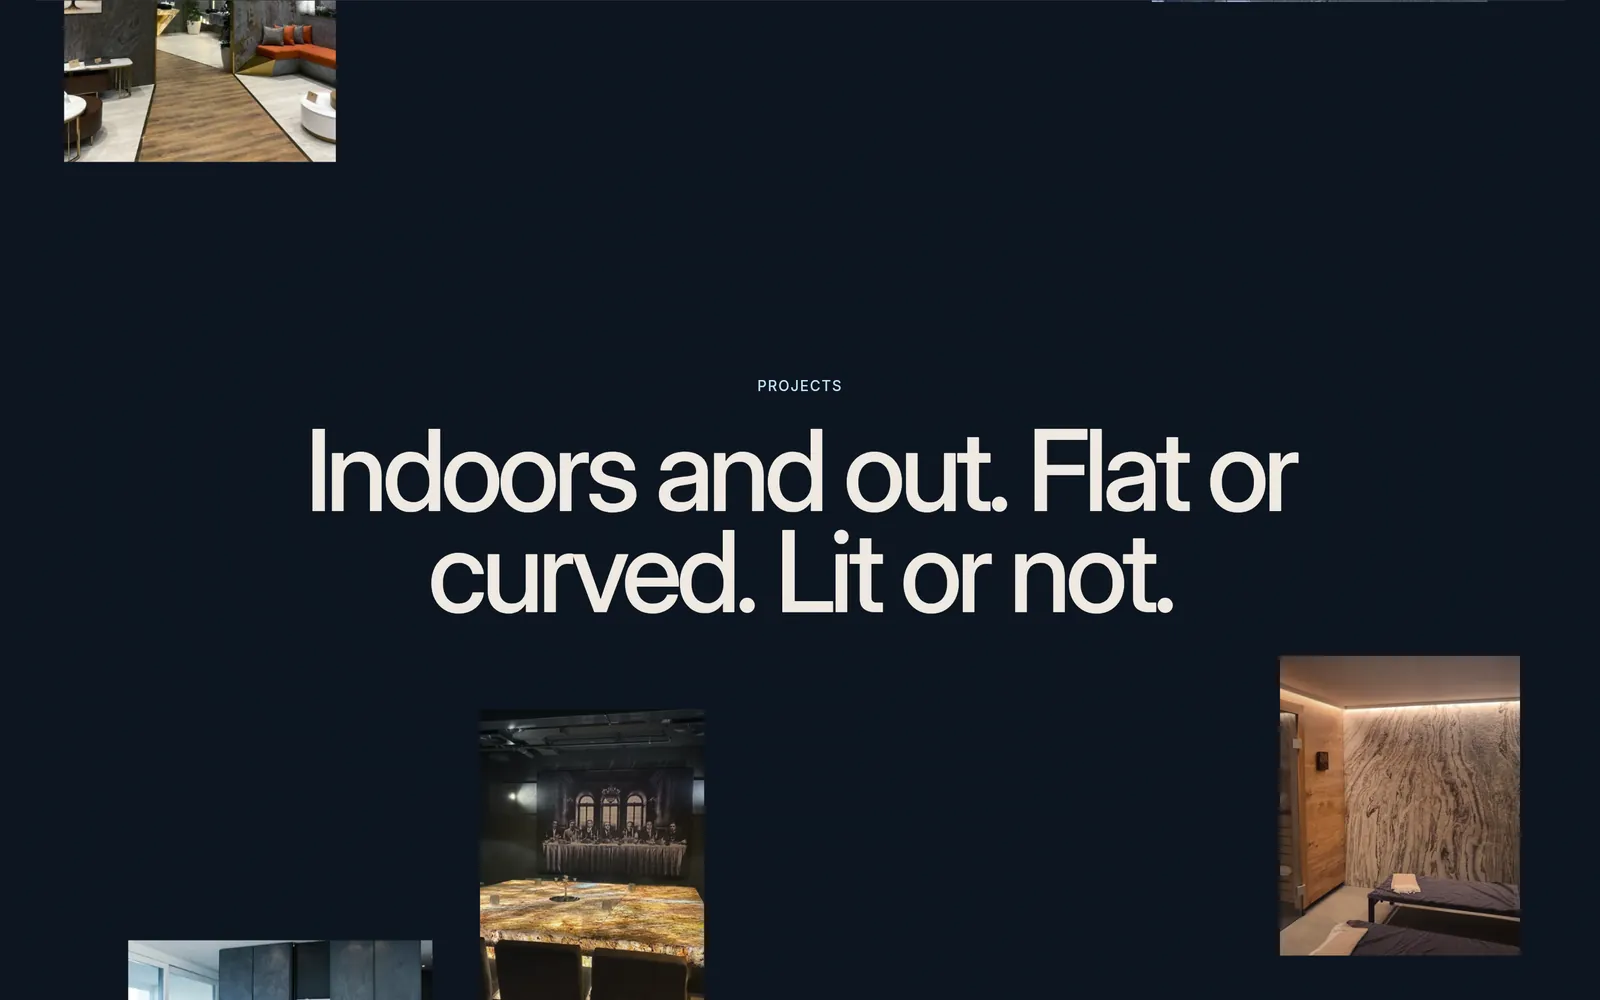 PROJECTS
Indoors and out. Flat or
curved. Lit or not.